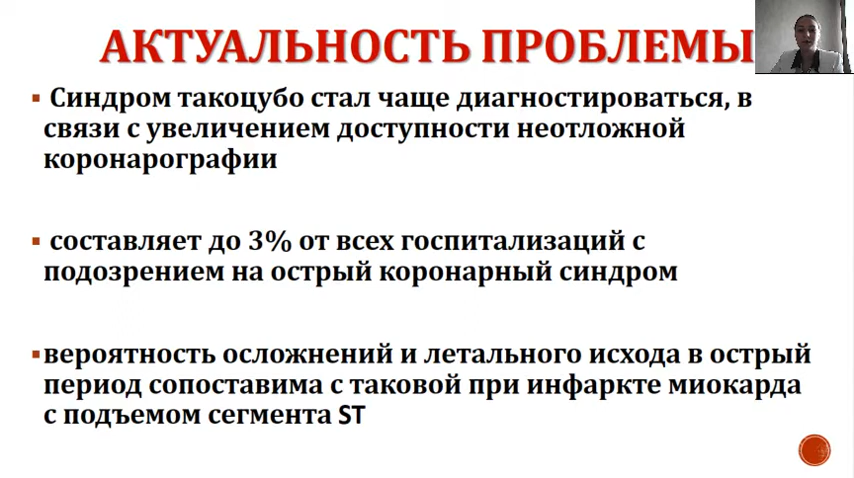 АКТУАЛЬНОСТЬ ПРОБЛЕМЫ
Синдром такоцубо стал чаще диагностироваться, в
связи с увеличением доступности неотложной
коронарографии
составляет до 3% от всех госпитализаций с
подозрением на острый коронарный синдром
вероятность осложнений и летального исхода в острый
период сопоставима с таковой при инфаркте миокарда
с подъемом сегмента ST